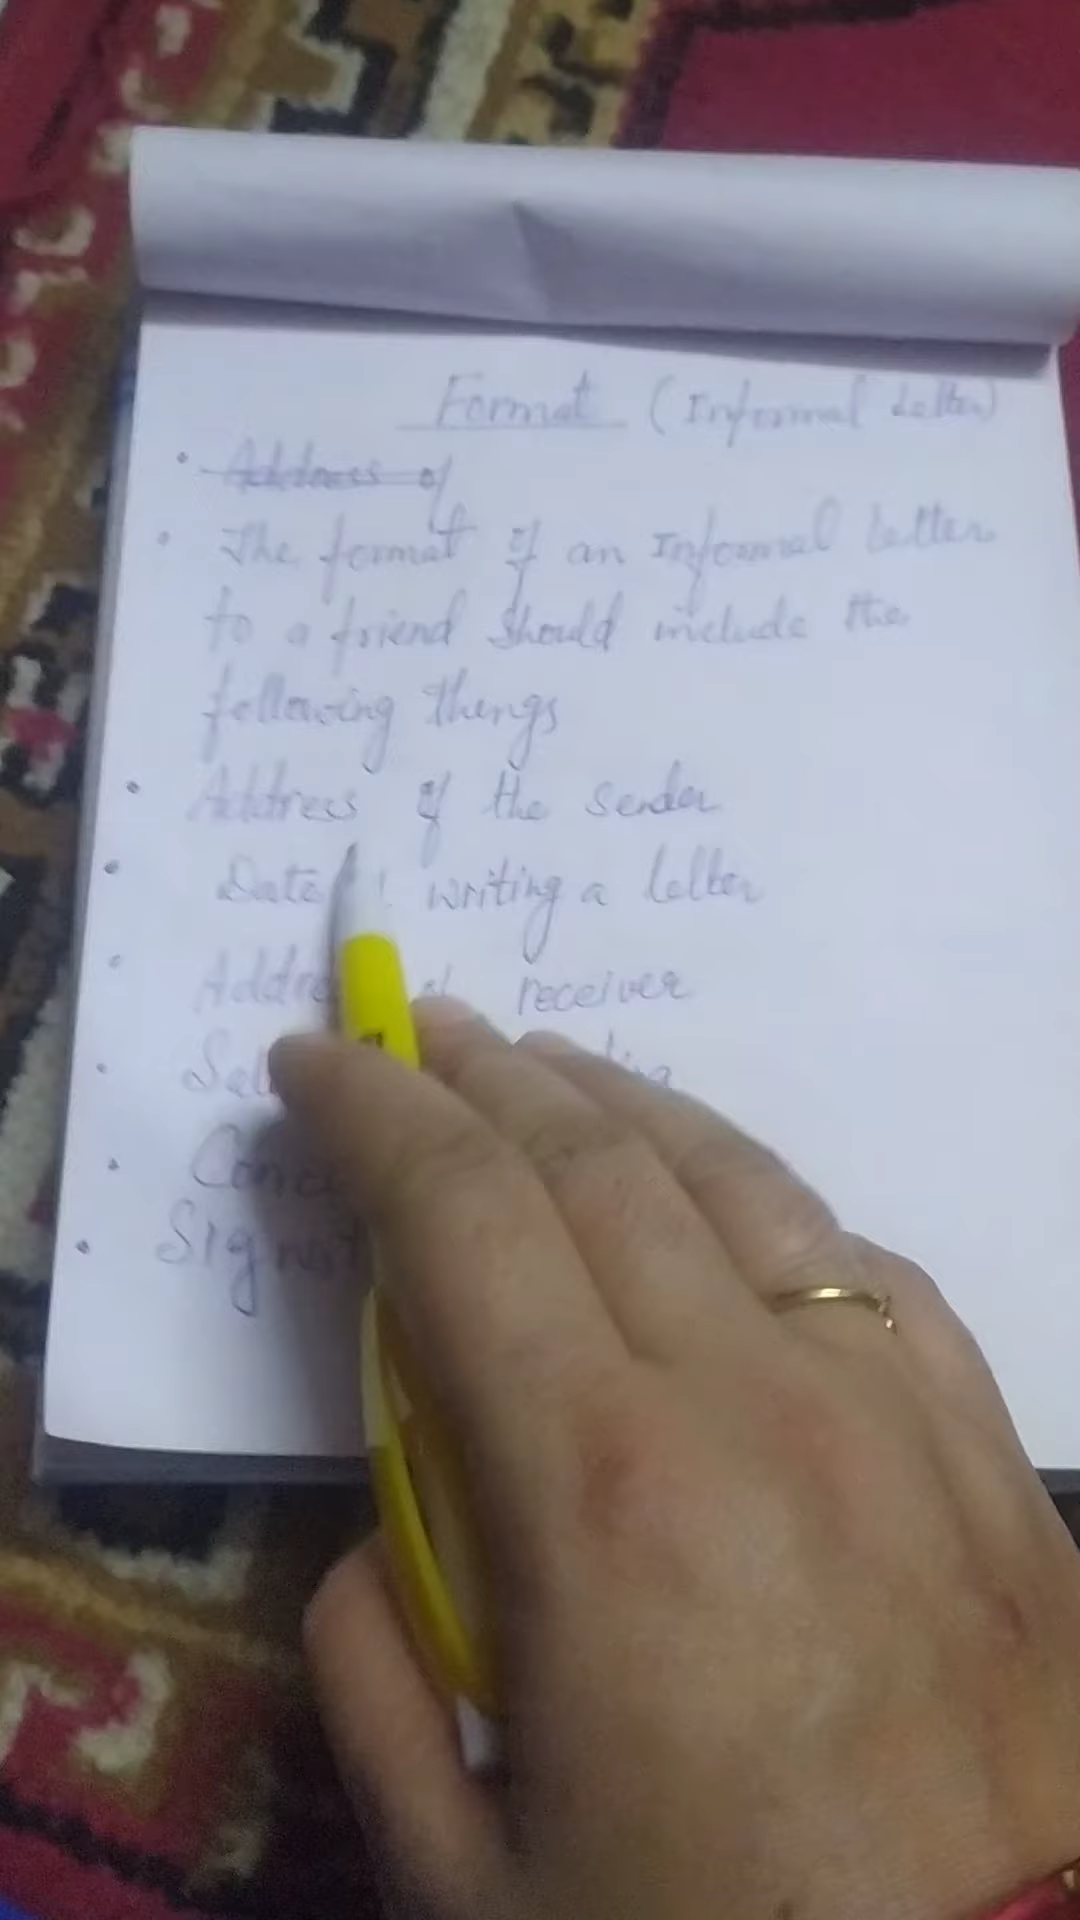 Format (Informal Letter)
Address of
The format of an Informal letter
to a friend should include the
following things
Address of the sender
Date writing a letter
receiver